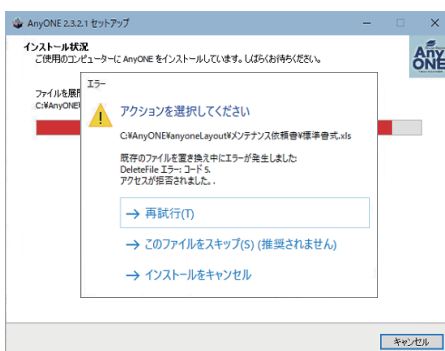 AnyONE 2.3.2.1 セットアップ
インストール状況
ご使用のコンピューターに AnyONE をインストールしています。しばらくお待ちください。
Any
ONE
ファイルを展
C:¥AnyONE
エラー
アクションを選択してください
C:¥AnyONE¥anyoneLayout¥メンテナンス依頼書¥標準書式.xls
既存のファイルを置き換え中にエラーが発生しました:
DeleteFile エラー: コード 5.
アクセスが拒否されました。.
→ 再試行(T)
→ このファイルをスキップ(S) (推奨されません)
→ インストールをキャンセル
キャンセル